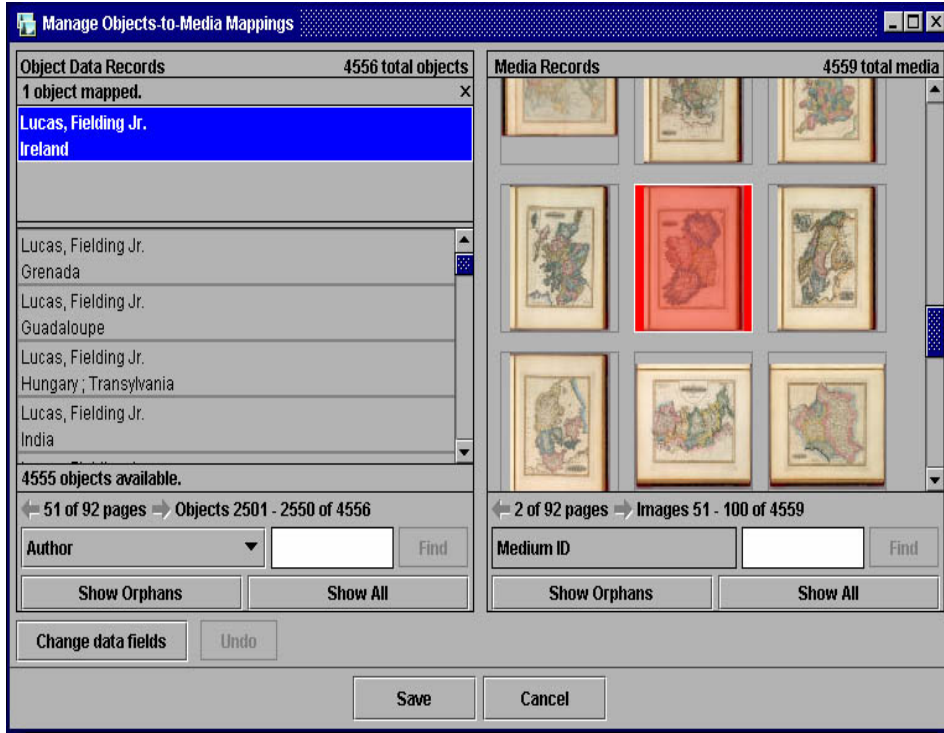 Manage Objects-to-Media Mappings
Object Data Records 4556 total objects
1 object mapped. X
Lucas, Fielding Jr.
Ireland
Lucas, Fielding Jr.
Grenada
Lucas, Fielding Jr.
Guadaloupe
Lucas, Fielding Jr.
Hungary ; Transylvania
Lucas, Fielding Jr.
India
4555 objects available.
51 of 92 pages Objects 2501 - 2550 of 4556
Author Find
Show Orphans Show All
Media Records 4559 total media
2 of 92 pages Images 51 - 100 of 4559
Medium ID Find
Show Orphans Show All
Change data fields Undo
Save Cancel